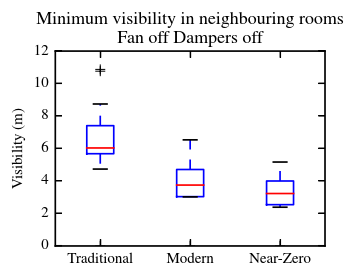 Minimum visibility in neighbouring rooms
Fan off Dampers off
12
10
8
6
4
2
0
Visibility (m)
Traditional Modern Near-Zero